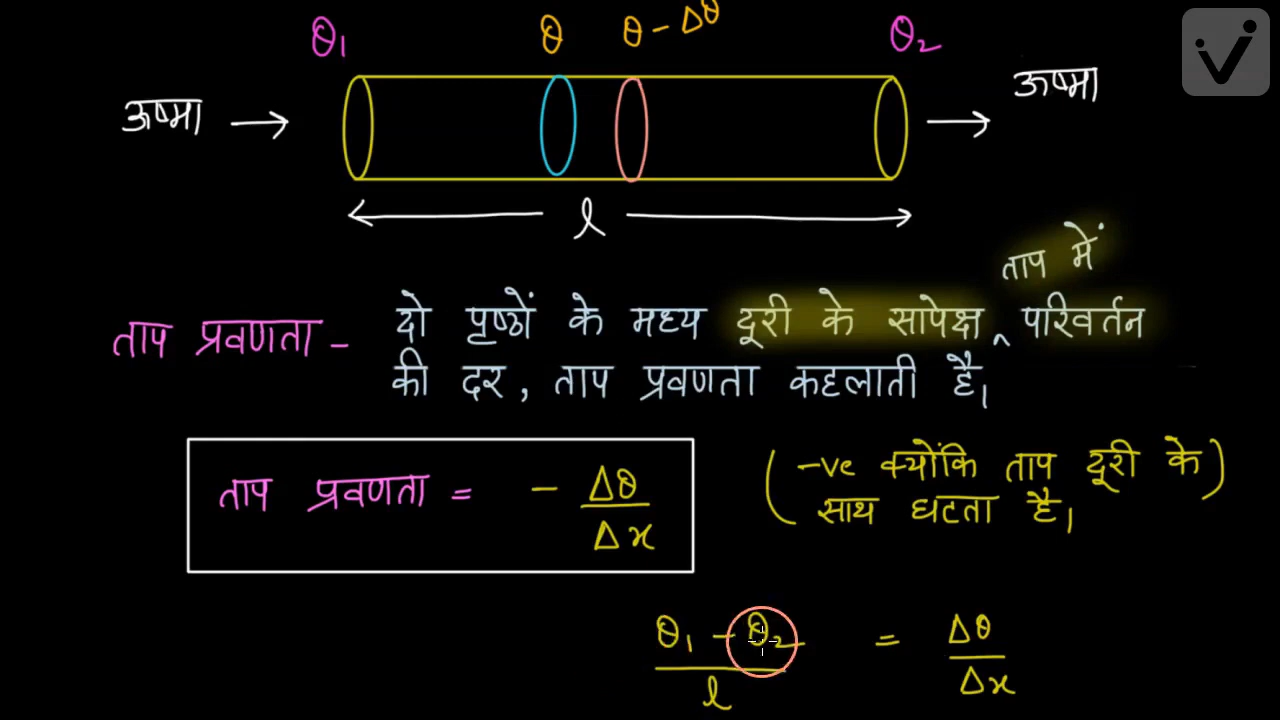 θ₁ θ θ - Δθ θ₂
ऊष्मा → → ऊष्मा
l
ताप में
ताप प्रवणता - दो पृष्ठों के मध्य दूरी के सापेक्ष ‸ परिवर्तन
की दर, ताप प्रवणता कहलाती है।
ताप प्रवणता = - Δθ/Δx
(-ve क्योंकि ताप दूरी के)
साथ घटता है।
θ₁ - θ₂ / l = Δθ/Δx